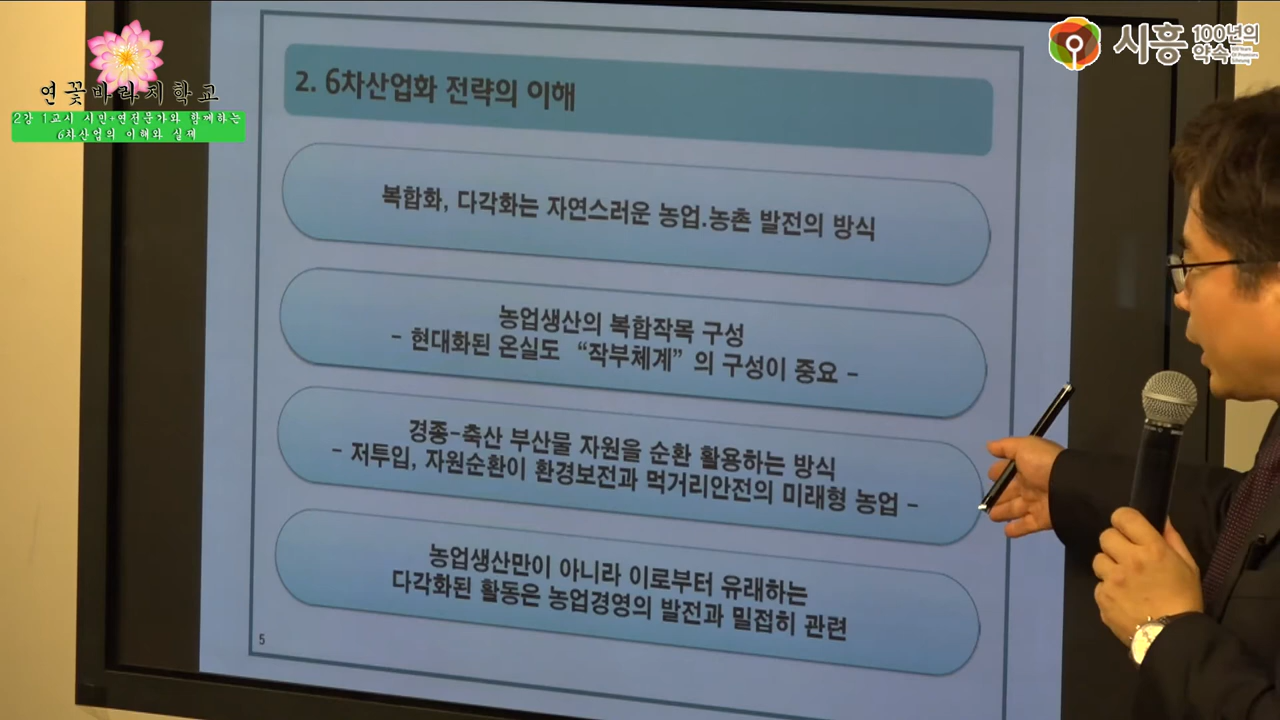 연꽃바라지학교
2강 1교시 시민+연전문가와 함께하는
6차산업의 이해와 실제
시흥 100년의
약속
2. 6차산업화 전략의 이해
복합화, 다각화는 자연스러운 농업.농촌 발전의 방식
농업생산의 복합작목 구성
- 현대화된 온실도 “작부체계”의 구성이 중요 -
경종-축산 부산물 자원을 순환 활용하는 방식
- 저투입, 자원순환이 환경보전과 먹거리안전의 미래형 농업 -
농업생산만이 아니라 이로부터 유래하는
다각화된 활동은 농업경영의 발전과 밀접히 관련
5